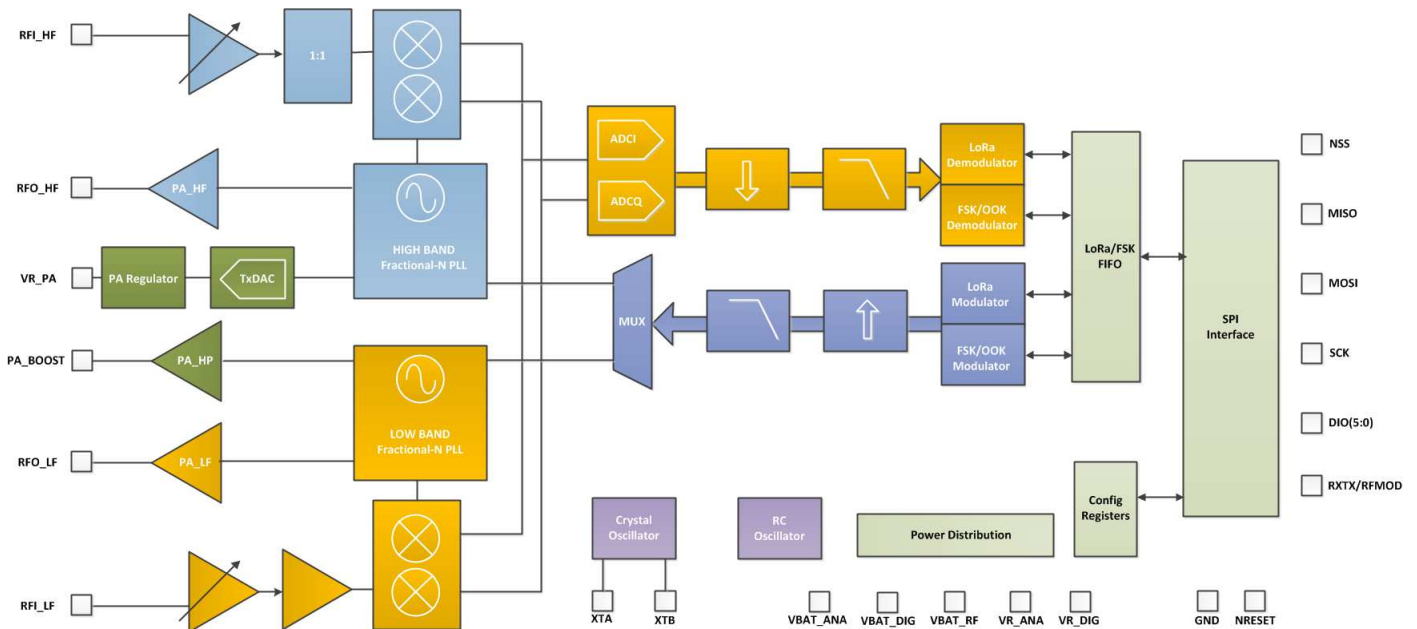 RFI_HF
1:1
ADCI
ADCQ
LoRa
Demodulator
FSK/OOK
Demodulator
NSS
RFO_HF
PA_HF
MISO
HIGH BAND
Fractional-N PLL
LoRa/FSK
FIFO
VR_PA
PA Regulator
TxDAC
MUX
LoRa
Modulator
FSK/OOK
Modulator
MOSI
SPI
Interface
PA_BOOST
PA_HP
SCK
LOW BAND
Fractional-N PLL
DIO(5:0)
RFO_LF
PA_LF
RXTX/RFMOD
Crystal
Oscillator
RC
Oscillator
Power Distribution
Config
Registers
RFI_LF
XTA
XTB
VBAT_ANA
VBAT_DIG
VBAT_RF
VR_ANA
VR_DIG
GND
NRESET